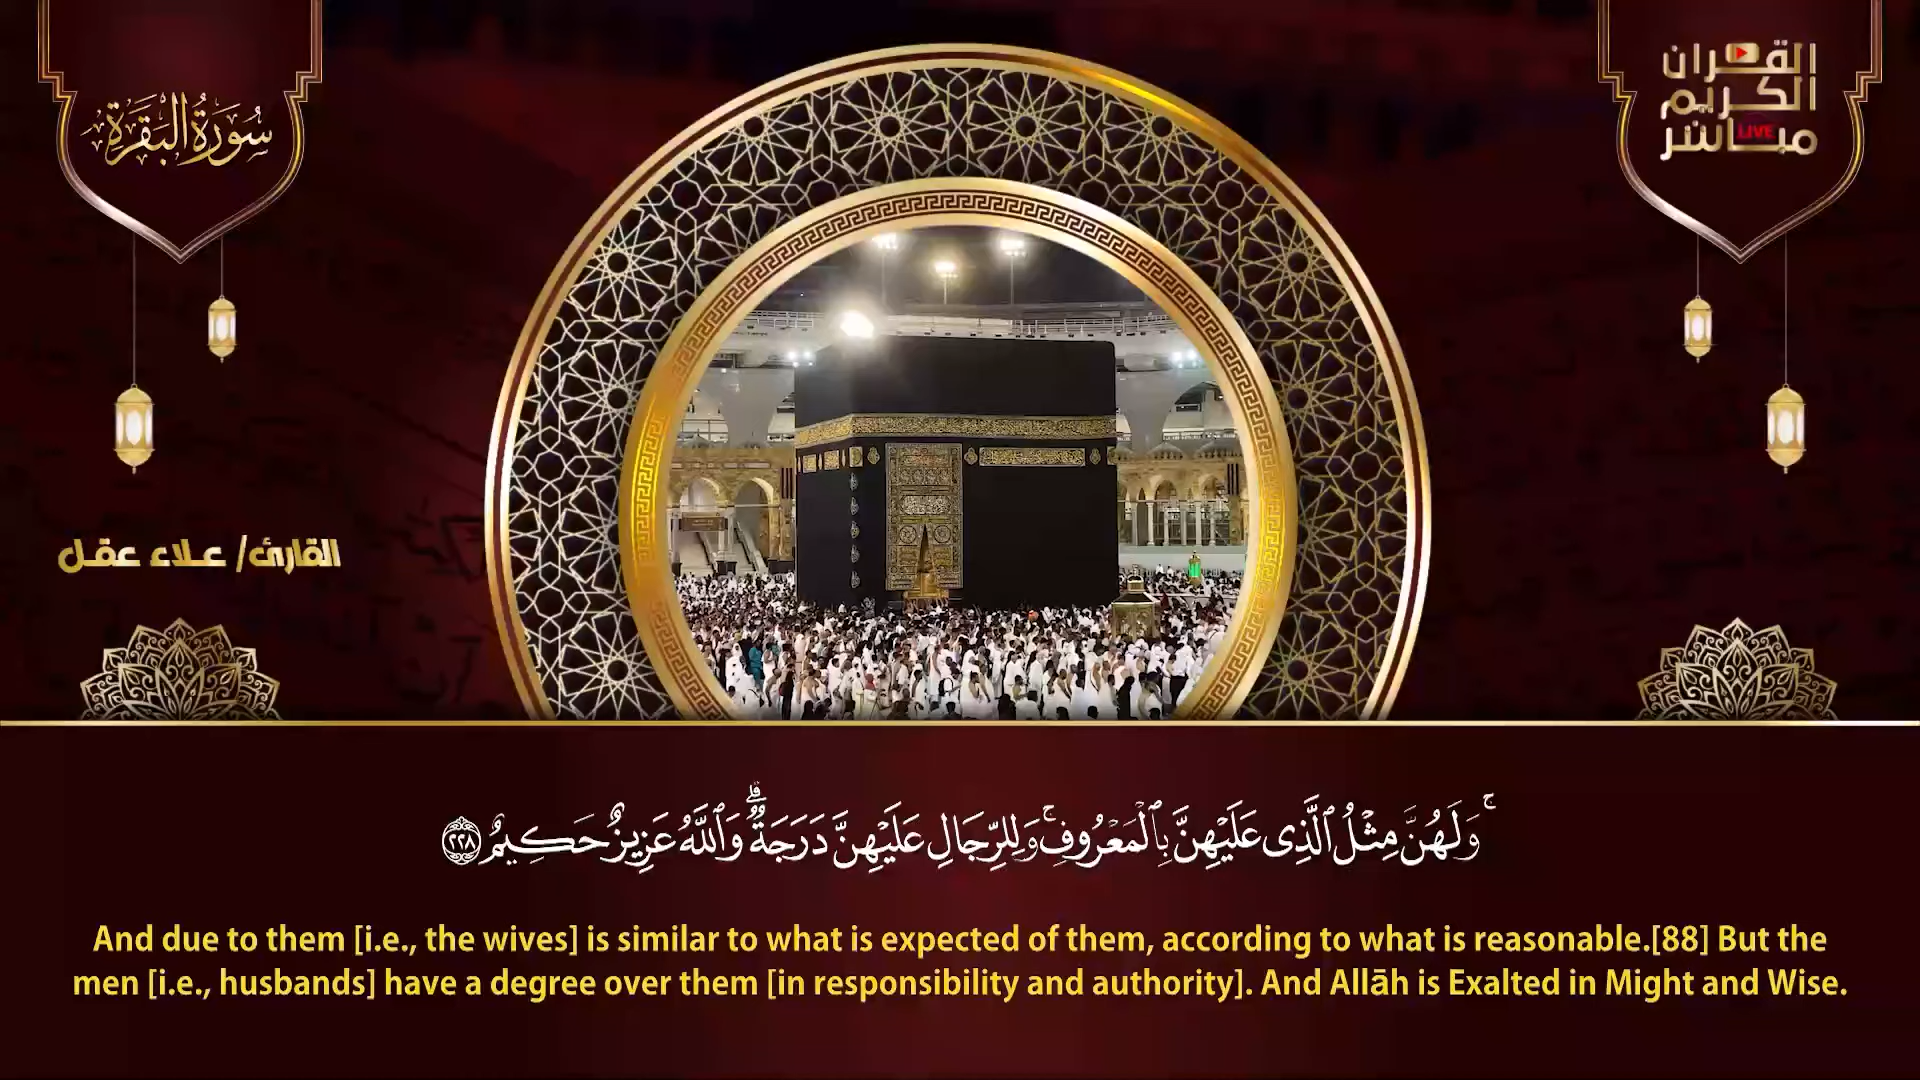 سُورَةُ البَقَرَةِ
القرآن
الكريم
مباشر
LIVE
القارئ/ علاء عقل
ۚ وَلَهُنَّ مِثْلُ ٱلَّذِى عَلَيْهِنَّ بِٱلْمَعْرُوفِ ۚ وَلِلرِّجَالِ عَلَيْهِنَّ دَرَجَةٌ ۗ وَٱللَّهُ عَزِيزٌ حَكِيمٌ ٢٢٨
And due to them [i.e., the wives] is similar to what is expected of them, according to what is reasonable.[88] But the
men [i.e., husbands] have a degree over them [in responsibility and authority]. And Allāh is Exalted in Might and Wise.